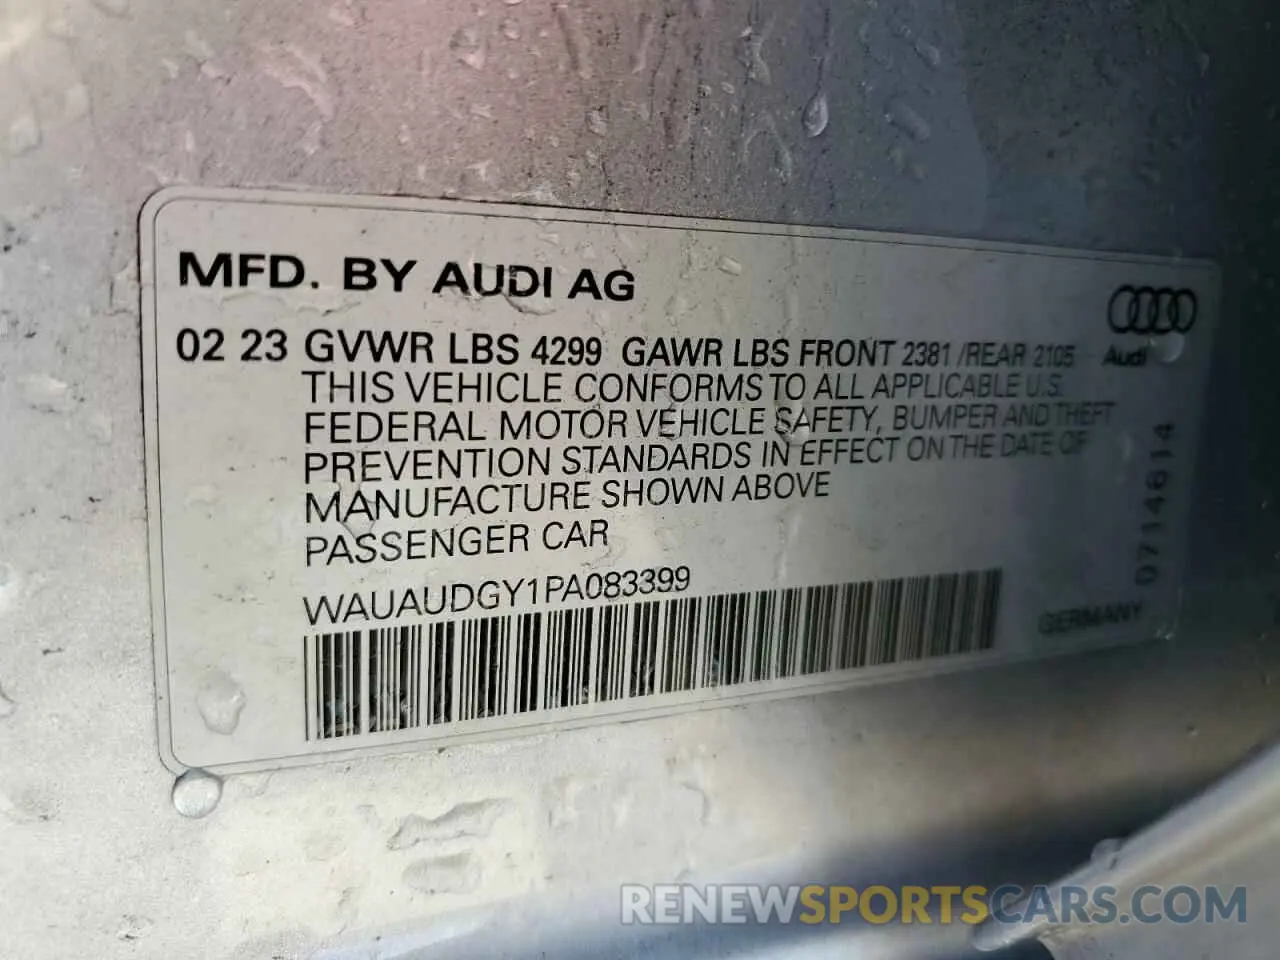 MFD. BY AUDI AG
02 23 GVWR LBS 4299 GAWR LBS FRONT 2381 /REAR 2105
Audi
THIS VEHICLE CONFORMS TO ALL APPLICABLE U.S.
FEDERAL MOTOR VEHICLE SAFETY, BUMPER AND THEFT
PREVENTION STANDARDS IN EFFECT ON THE DATE OF
MANUFACTURE SHOWN ABOVE
PASSENGER CAR
WAUAUDGY1PA083399
0714614
GERMANY
RENEWSPORTSCARS.COM